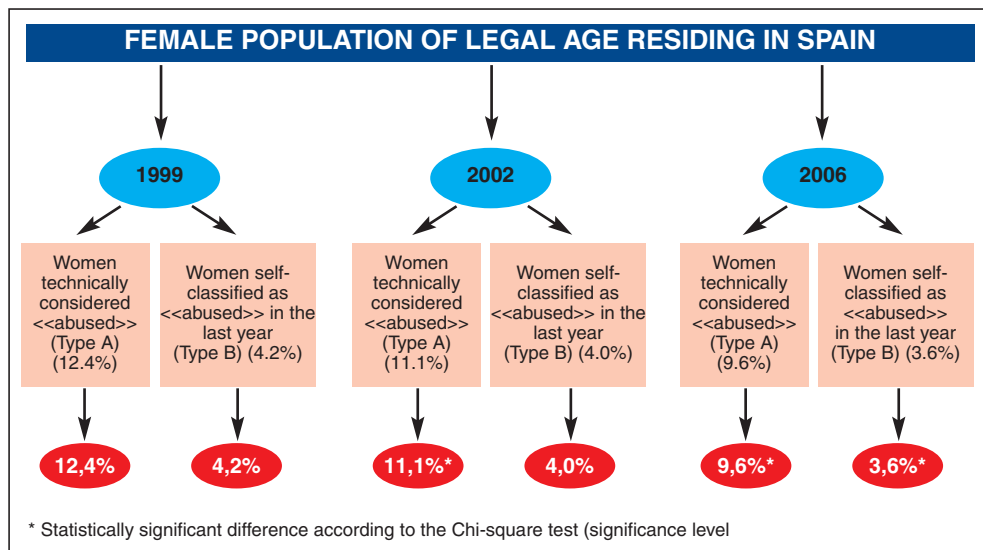 FEMALE POPULATION OF LEGAL AGE RESIDING IN SPAIN
1999
Women
technically
considered
<<abused>>
(Type A)
(12.4%)
Women self-
classified as
<<abused>> in the
last year
(Type B) (4.2%)
12,4%
4,2%
2002
Women
technically
considered
<<abused>>
(Type A)
(11.1%)
Women self-
classified as
<<abused>> in the
last year
(Type B) (4.0%)
11,1%*
4,0%
2006
Women
technically
considered
<<abused>>
(Type A)
(9.6%)
Women self-
classified as
<<abused>>
in the last year
(Type B) (3.6%)
9,6%*
3,6%*
* Statistically significant difference according to the Chi-square test (significance level